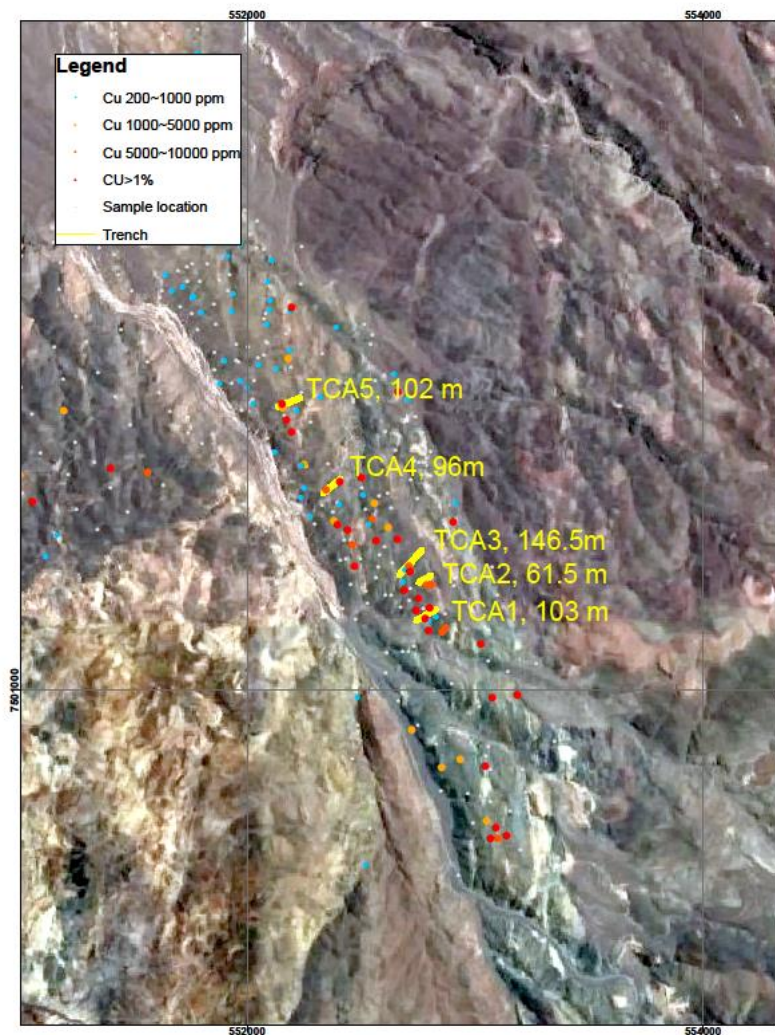 552000
554000
Legend
Cu 200~1000 ppm
Cu 1000~5000 ppm
Cu 5000~10000 ppm
CU>1%
Sample location
Trench
TCA5, 102 m
TCA4, 96m
TCA3, 146.5m
TCA2, 61.5 m
TCA1, 103 m
7501000
552000
554000